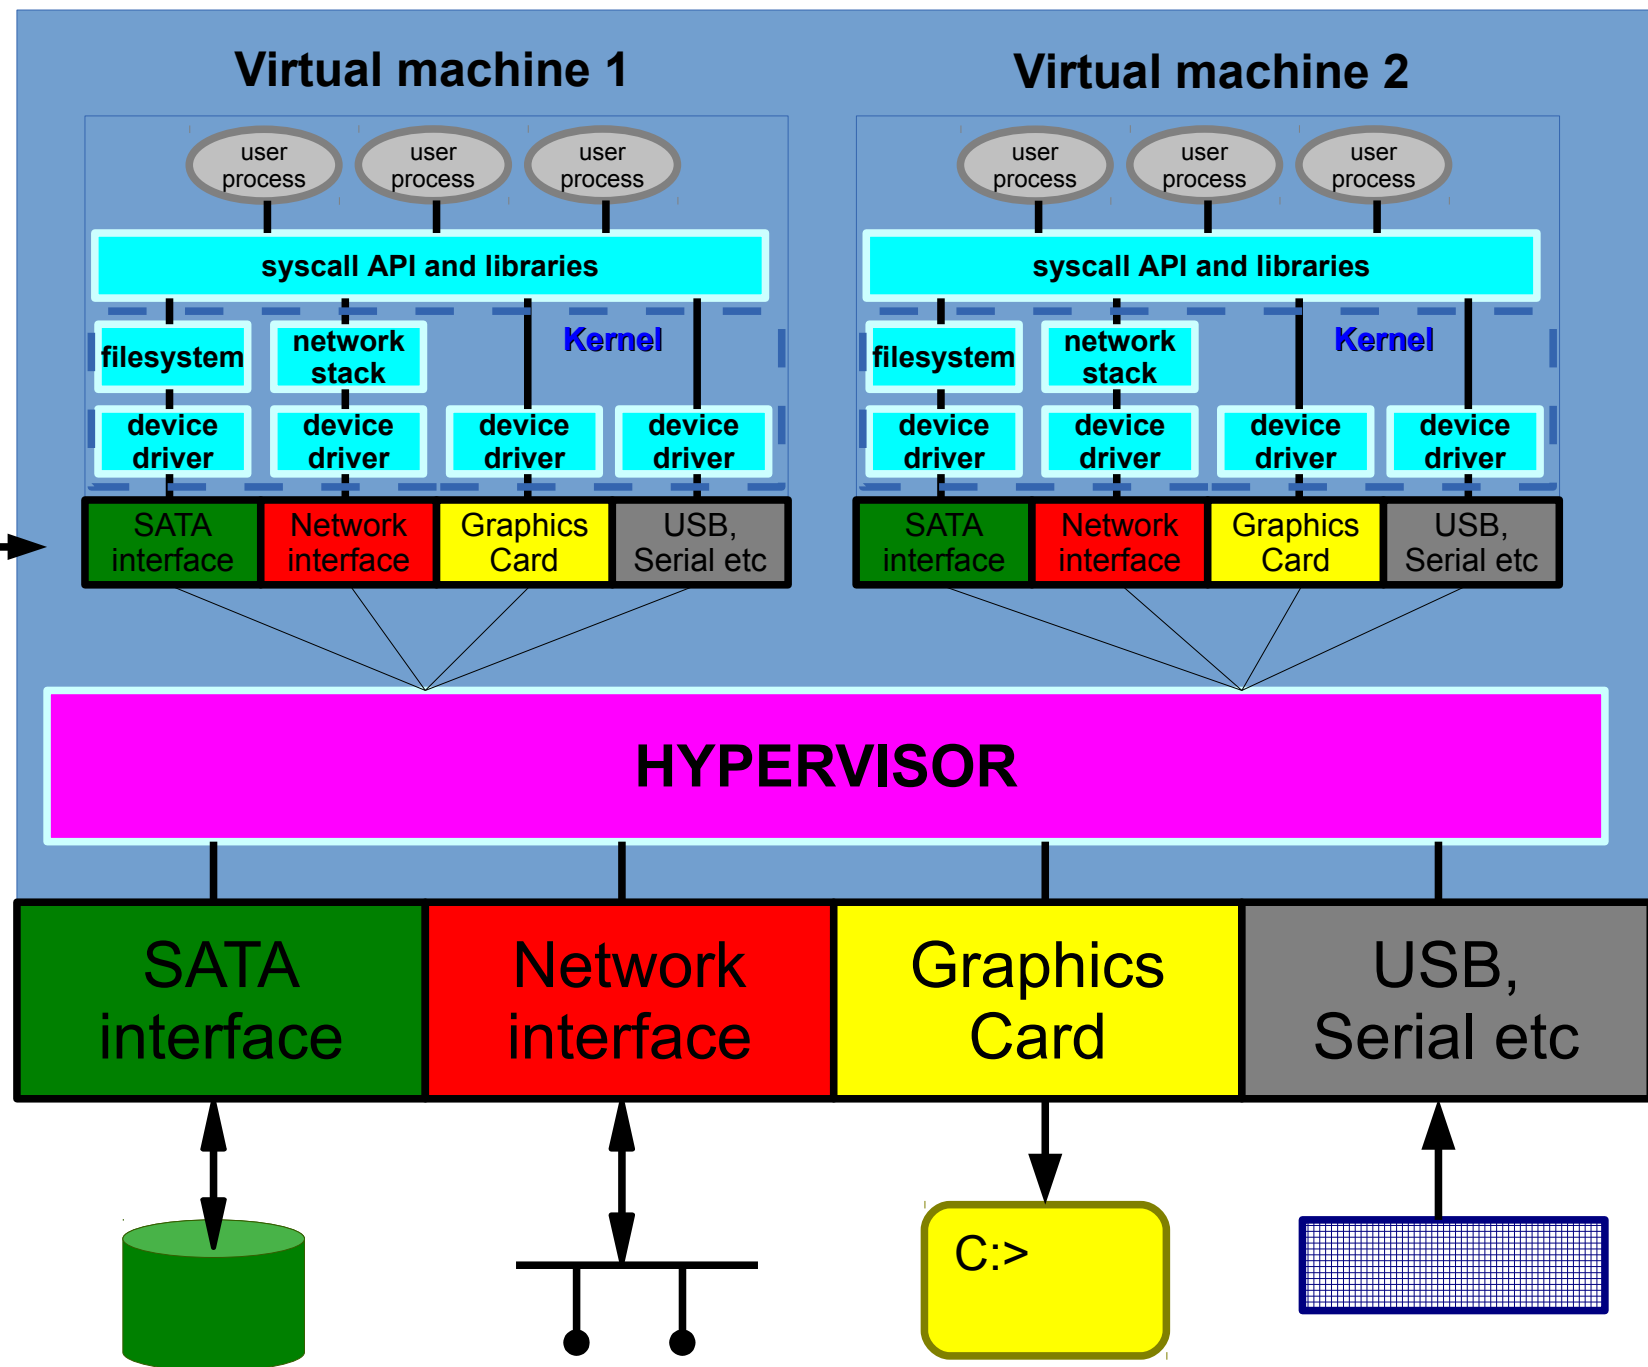 Virtual machine 1
Virtual machine 2
user
process
user
process
user
process
user
process
user
process
user
process
syscall API and libraries
syscall API and libraries
Kernel
Kernel
filesystem
network
stack
filesystem
network
stack
device
driver
device
driver
device
driver
device
driver
device
driver
device
driver
device
driver
device
driver
SATA
interface
Network
interface
Graphics
Card
USB,
Serial etc
SATA
interface
Network
interface
Graphics
Card
USB,
Serial etc
HYPERVISOR
SATA
interface
Network
interface
Graphics
Card
USB,
Serial etc
C:>